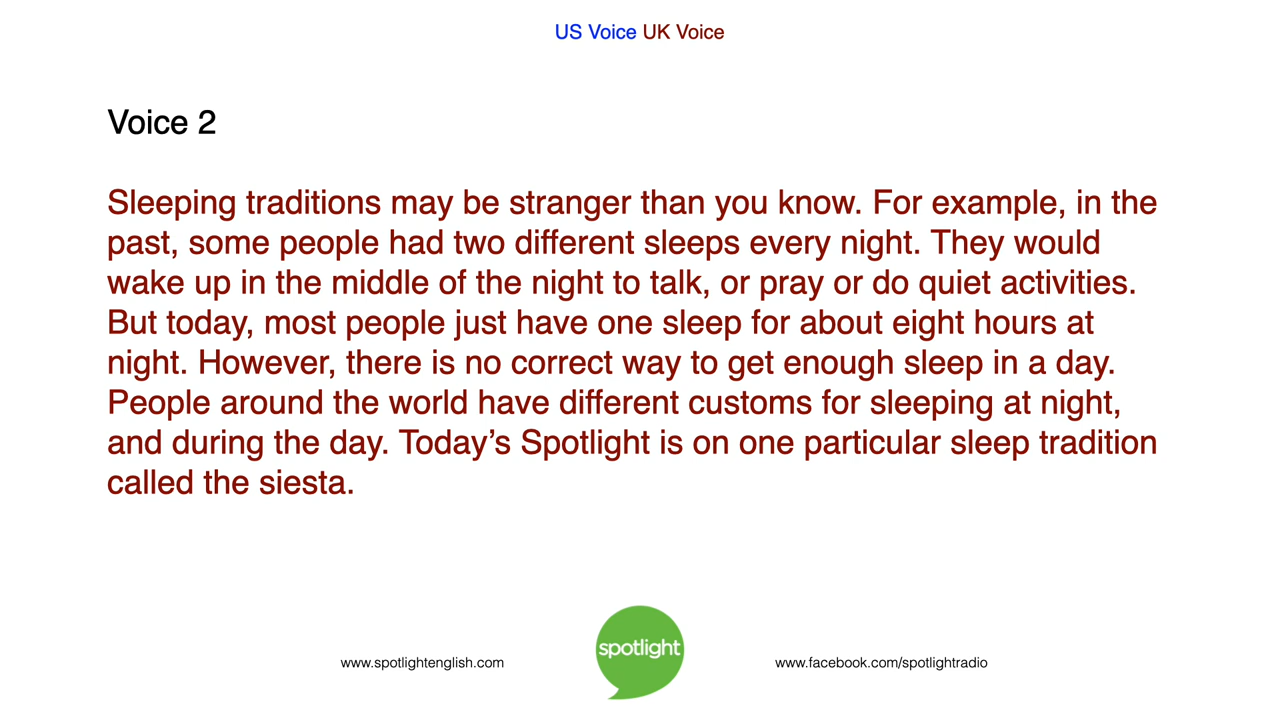 US Voice UK Voice
Voice 2
Sleeping traditions may be stranger than you know. For example, in the
past, some people had two different sleeps every night. They would
wake up in the middle of the night to talk, or pray or do quiet activities.
But today, most people just have one sleep for about eight hours at
night. However, there is no correct way to get enough sleep in a day.
People around the world have different customs for sleeping at night,
and during the day. Today’s Spotlight is on one particular sleep tradition
called the siesta.
spotlight
www.spotlightenglish.com
www.facebook.com/spotlightradio